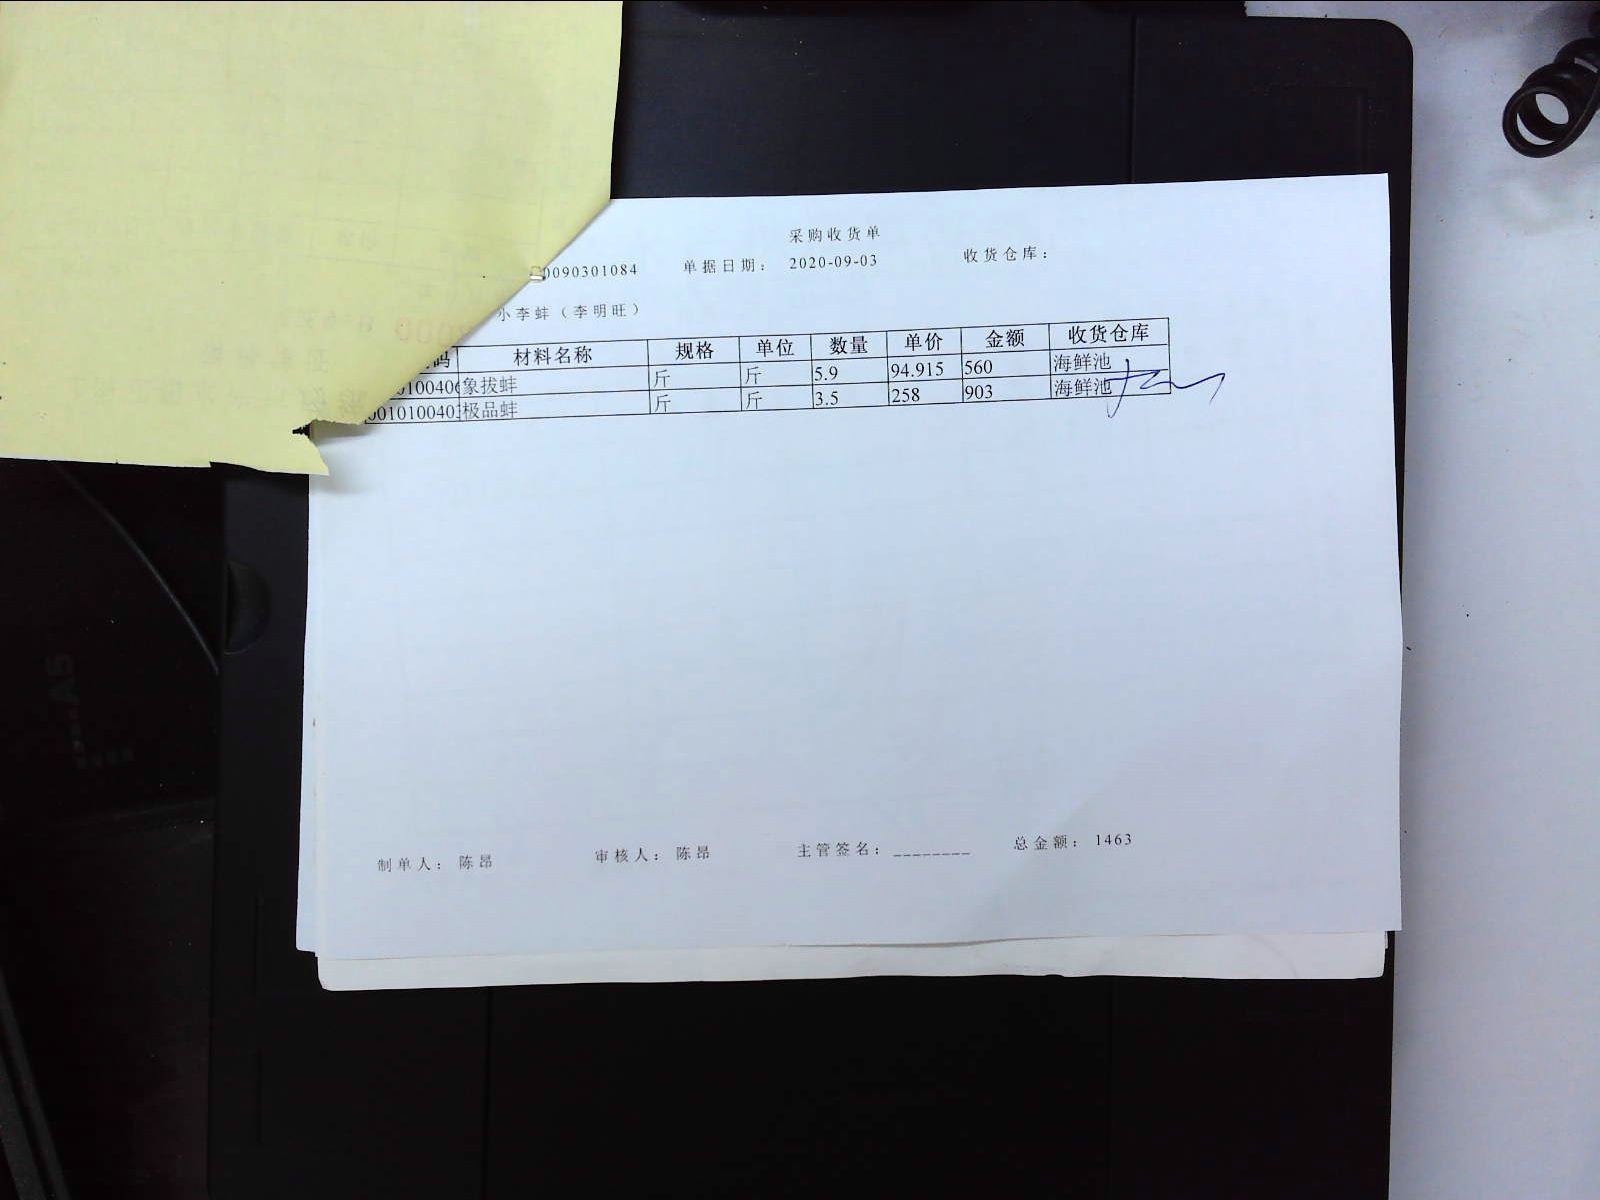 采购收货单
0090301084 单据日期： 2020-09-03 收货仓库：
小李蚌（李明旺）
码 材料名称 规格 单位 数量 单价 金额 收货仓库
0100406 象拔蚌 斤 斤 5.9 94.915 560 海鲜池
0010100403 极品蚌 斤 斤 3.5 258 903 海鲜池
制单人： 陈昂 审核人： 陈昂 主管签名：________ 总金额： 1463